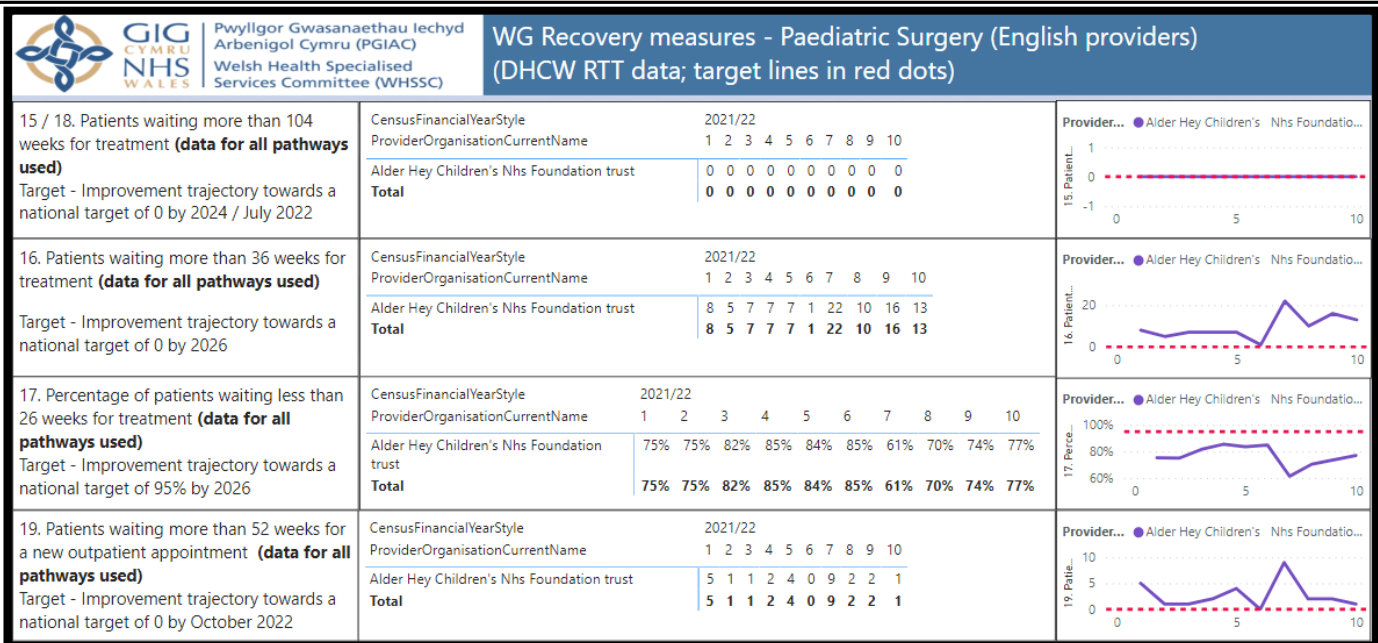 GIG
CYMRU
NHS
WALES
Pwyllgor Gwasanaethau Iechyd
Arbenigol Cymru (PGIAC)
Welsh Health Specialised
Services Committee (WHSSC)
WG Recovery measures - Paediatric Surgery (English providers)
(DHCW RTT data; target lines in red dots)
15 / 18. Patients waiting more than 104
weeks for treatment (data for all pathways
used)
Target - Improvement trajectory towards a
national target of 0 by 2024 / July 2022
CensusFinancialYearStyle 2021/22
ProviderOrganisationCurrentName 1 2 3 4 5 6 7 8 9 10
Alder Hey Children's Nhs Foundation trust 0 0 0 0 0 0 0 0 0 0
Total 0 0 0 0 0 0 0 0 0 0
Provider... Alder Hey Children's Nhs Foundatio...
15. Patient...
1
0
-1
0 5 10
16. Patients waiting more than 36 weeks for
treatment (data for all pathways used)
Target - Improvement trajectory towards a
national target of 0 by 2026
CensusFinancialYearStyle 2021/22
ProviderOrganisationCurrentName 1 2 3 4 5 6 7 8 9 10
Alder Hey Children's Nhs Foundation trust 8 5 7 7 7 1 22 10 16 13
Total 8 5 7 7 7 1 22 10 16 13
Provider... Alder Hey Children's Nhs Foundatio...
16. Patient...
20
0
0 5 10
17. Percentage of patients waiting less than
26 weeks for treatment (data for all
pathways used)
Target - Improvement trajectory towards a
national target of 95% by 2026
CensusFinancialYearStyle 2021/22
ProviderOrganisationCurrentName 1 2 3 4 5 6 7 8 9 10
Alder Hey Children's Nhs Foundation 75% 75% 82% 85% 84% 85% 61% 70% 74% 77%
trust
Total 75% 75% 82% 85% 84% 85% 61% 70% 74% 77%
Provider... Alder Hey Children's Nhs Foundatio...
17. Perce...
100%
80%
60%
0 5 10
19. Patients waiting more than 52 weeks for
a new outpatient appointment (data for all
pathways used)
Target - Improvement trajectory towards a
national target of 0 by October 2022
CensusFinancialYearStyle 2021/22
ProviderOrganisationCurrentName 1 2 3 4 5 6 7 8 9 10
Alder Hey Children's Nhs Foundation trust 5 1 1 2 4 0 9 2 2 1
Total 5 1 1 2 4 0 9 2 2 1
Provider... Alder Hey Children's Nhs Foundatio...
19. Patie...
10
5
0
0 5 10